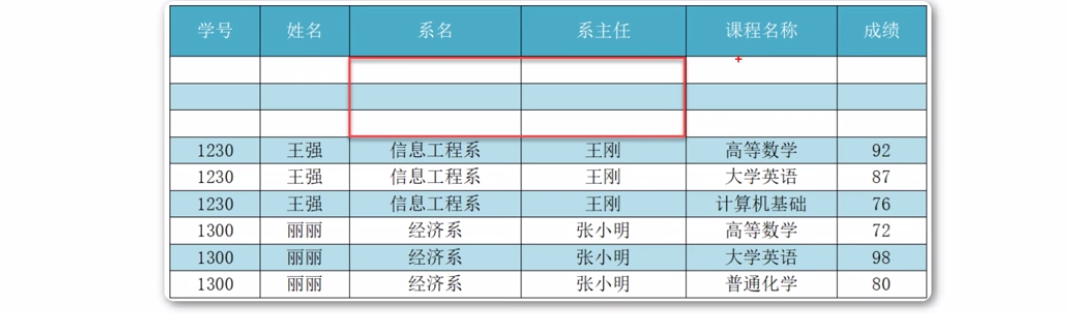 学号 姓名 系名 系主任 课程名称 成绩
1230 王强 信息工程系 王刚 高等数学 92
1230 王强 信息工程系 王刚 大学英语 87
1230 王强 信息工程系 王刚 计算机基础 76
1300 丽丽 经济系 张小明 高等数学 72
1300 丽丽 经济系 张小明 大学英语 98
1300 丽丽 经济系 张小明 普通化学 80